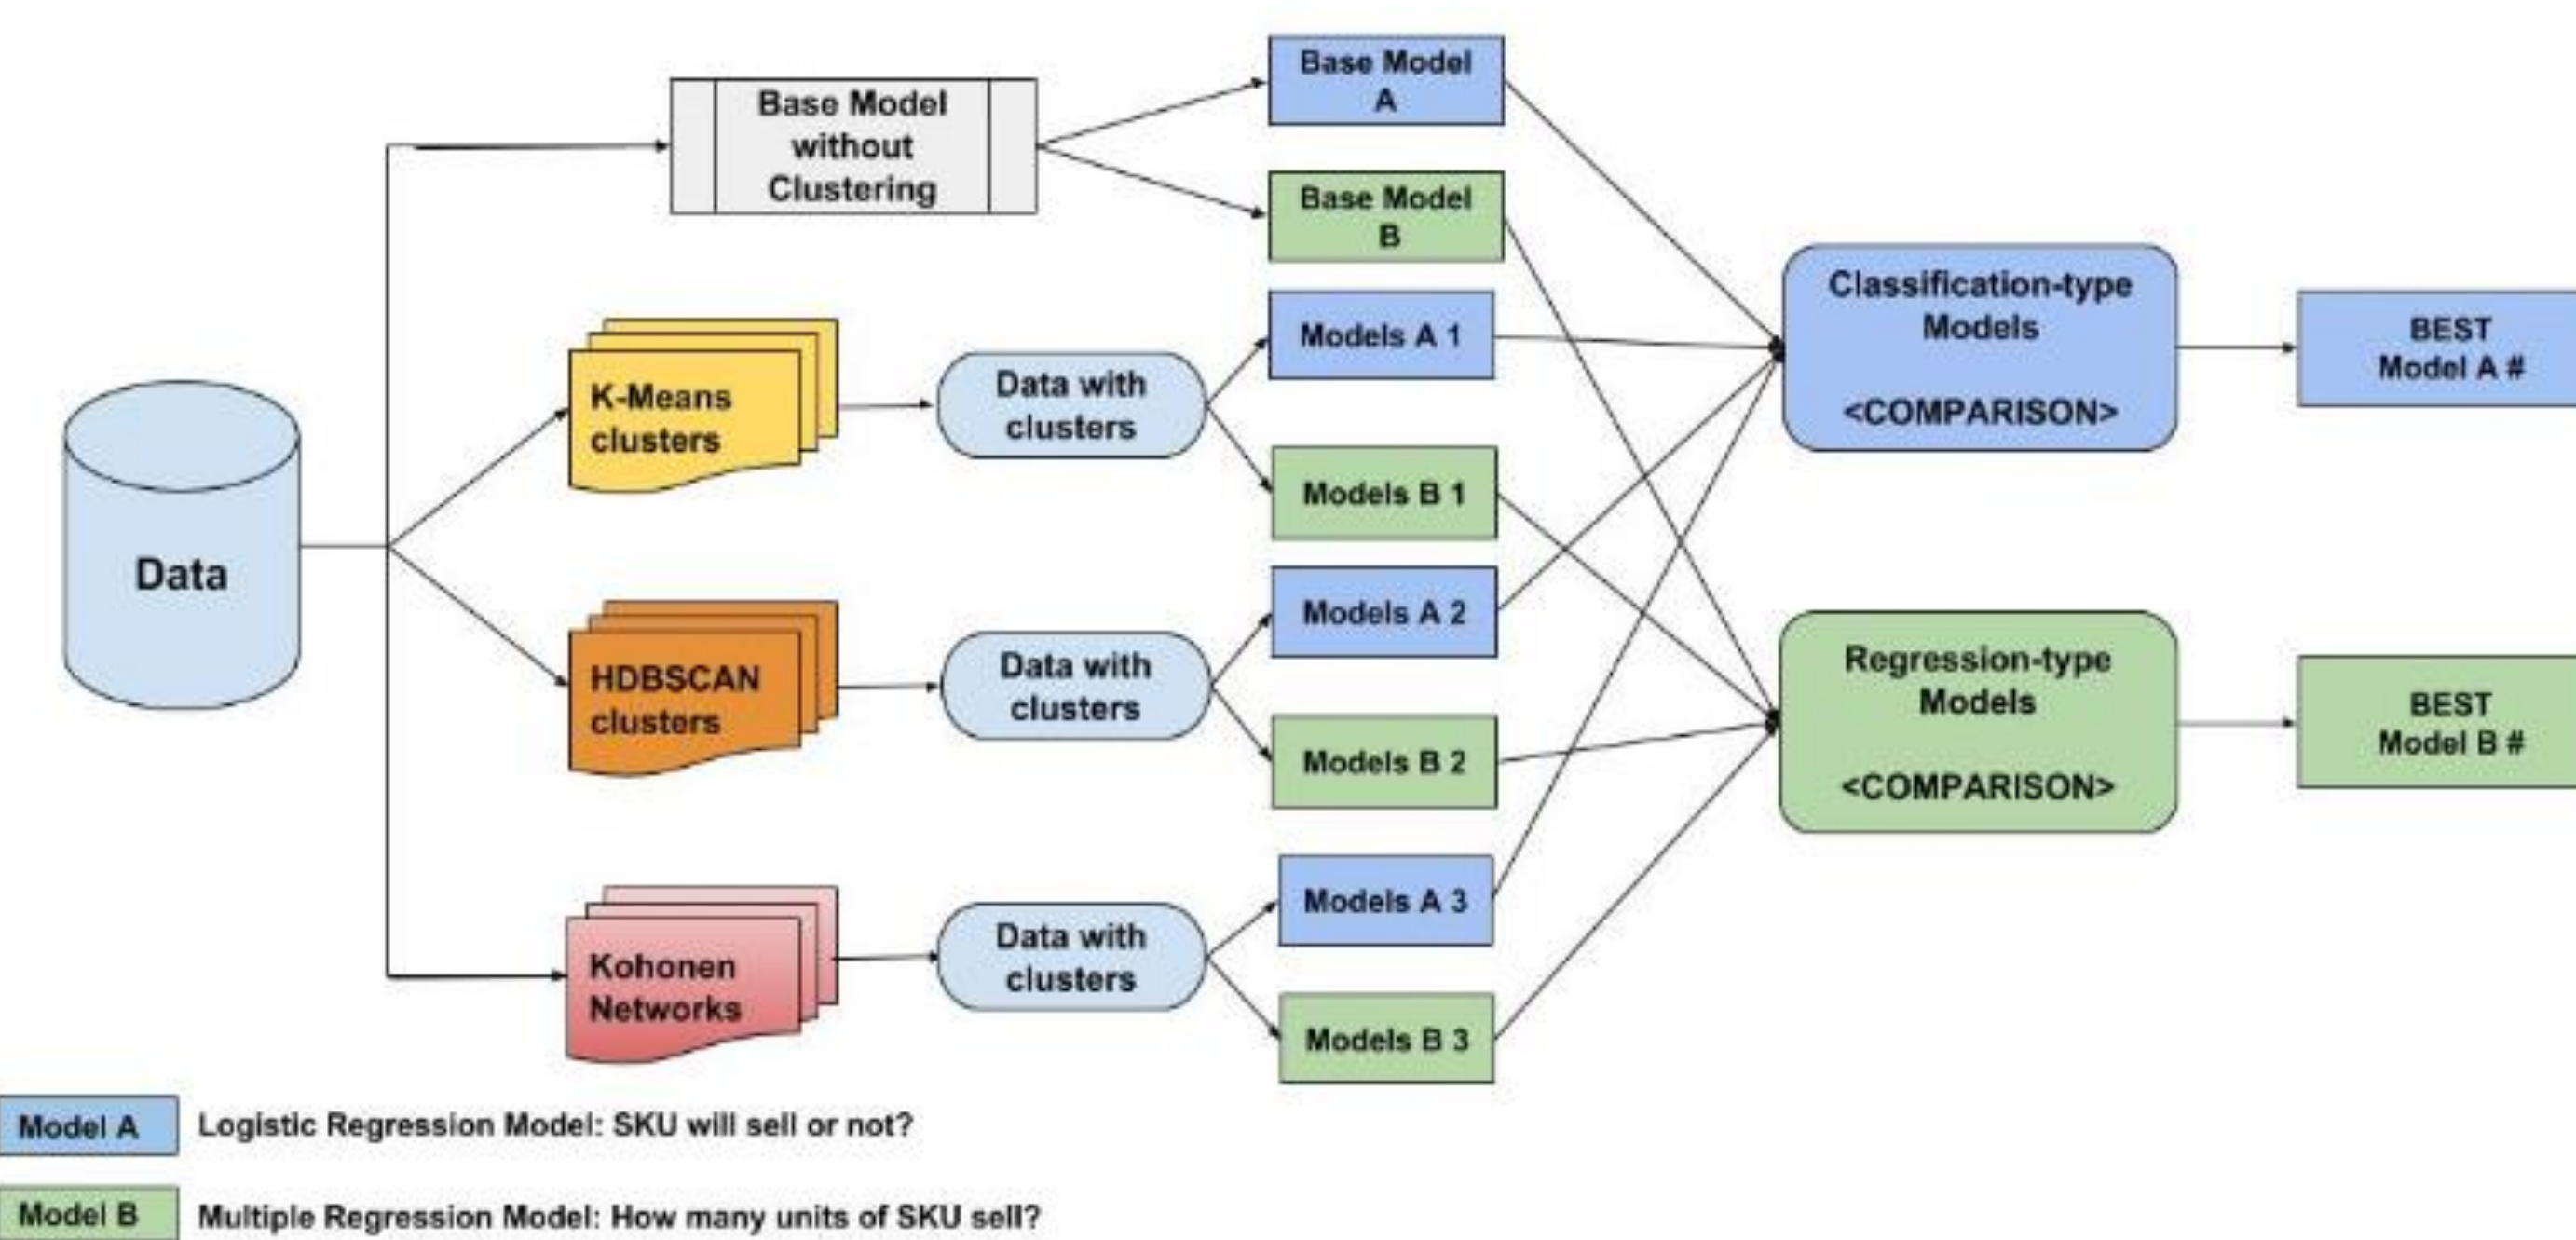 Base Model
without
Clustering
Base Model
A
Base Model
B
Classification-type
Models
<COMPARISON>
BEST
Model A #
K-Means
clusters
Data with
clusters
Models A 1
Models B 1
Data
HDBSCAN
clusters
Data with
clusters
Models A 2
Models B 2
Regression-type
Models
<COMPARISON>
BEST
Model B #
Kohonen
Networks
Data with
clusters
Models A 3
Models B 3
Model A
Logistic Regression Model: SKU will sell or not?
Model B
Multiple Regression Model: How many units of SKU sell?